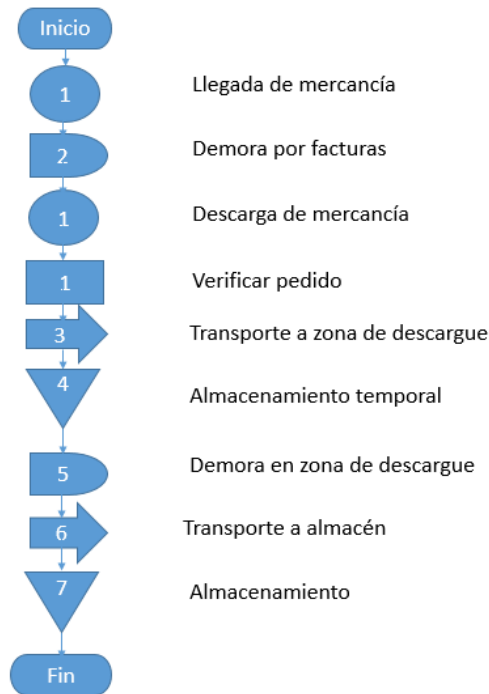 Inicio
1 Llegada de mercancía
2 Demora por facturas
1 Descarga de mercancía
1 Verificar pedido
3 Transporte a zona de descargue
4 Almacenamiento temporal
5 Demora en zona de descargue
6 Transporte a almacén
7 Almacenamiento
Fin